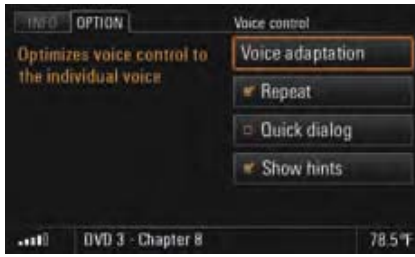 INFO OPTION Voice control
Optimizes voice control to
the individual voice
Voice adaptation
Repeat
Quick dialog
Show hints
DVD 3 - Chapter 8 78.5°F